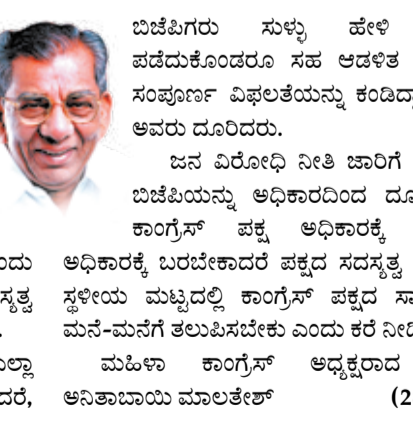 ಬಿಜೆಪಿಗರು ಸುಳ್ಳು ಹೇಳಿ
ಪಡೆದುಕೊಂಡರೂ ಸಹ ಆಡಳಿತ
ಸಂಪೂರ್ಣ ವಿಫಲತೆಯನ್ನು
ಅವರು ದೂರಿದರು.
ಜನ ವಿರೋಧಿ ನೀತಿ ಜಾರಿಗೆ
ಬಿಜೆಪಿಯನ್ನು ಅಧಿಕಾರದಿಂದ
ಕಾಂಗ್ರೆಸ್ ಪಕ್ಷ ಅಧಿಕಾರಕ್ಕೆ
ಅಧಿಕಾರಕ್ಕೆ ಬರಬೇಕಾದರೆ ಪಕ್ಷದ ಸದಸ್ಯತ್ವ
ಸ್ಥಳೀಯ ಮಟ್ಟದಲ್ಲಿ ಕಾಂಗ್ರೆಸ್ ಪಕ್ಷದ
ಮನೆ-ಮನೆಗೆ ತಲುಪಿಸಬೇಕು ಎಂದು ಕರೆ
ಮಹಿಳಾ ಕಾಂಗ್ರೆಸ್ ಅಧ್ಯಕ್ಷರಾದ
ಅನಿತಾಬಾಯಿ ಮಾಲತೇಶ್ (2